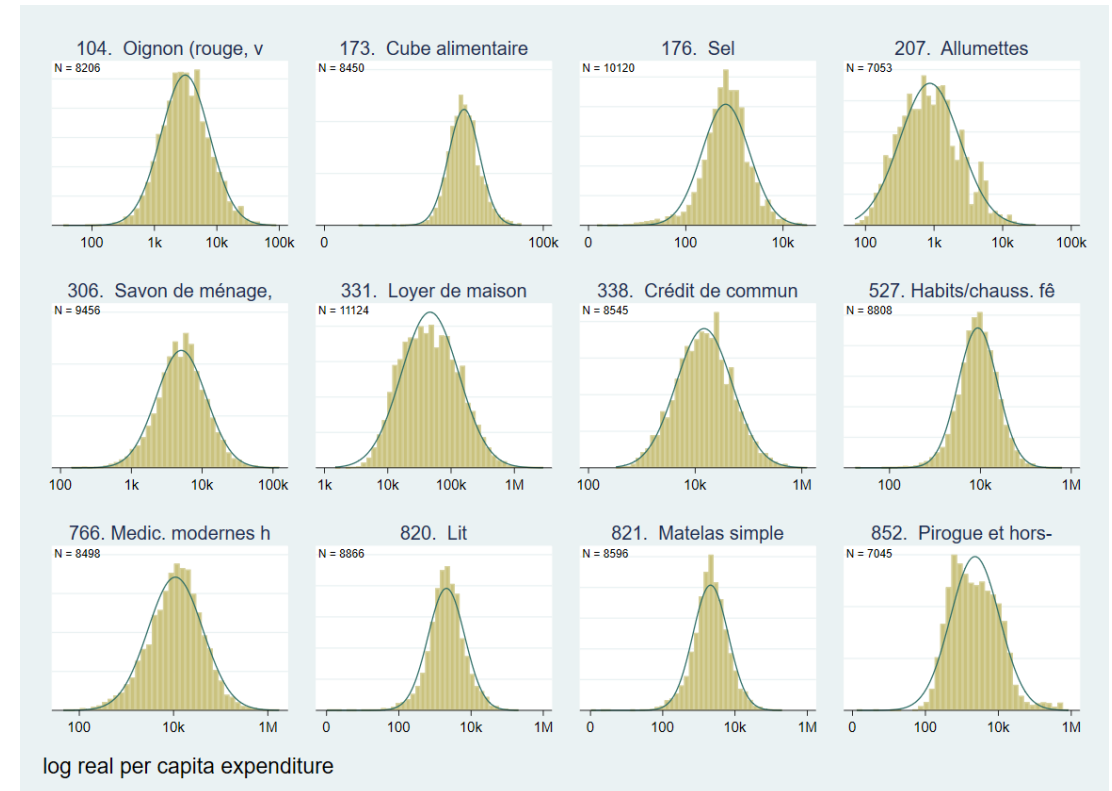 104.  Oignon (rouge, v
N = 8206
100 1k 10k 100k
173.  Cube alimentaire
N = 8450
0 100k
176.  Sel
N = 10120
0 100 10k
207.  Allumettes
N = 7053
100 1k 10k 100k
306.  Savon de ménage,
N = 9456
100 1k 10k 100k
331.  Loyer de maison
N = 11124
1k 10k 100k 1M
338.  Crédit de commun
N = 8545
100 10k 1M
527. Habits/chauss. fê
N = 8808
100 10k 1M
766. Medic. modernes h
N = 8498
100 10k 1M
820.  Lit
N = 8866
0 100 10k 1M
821.  Matelas simple
N = 8596
0 100 10k 1M
852.  Pirogue et hors-
N = 7045
0 100 10k 1M
log real per capita expenditure